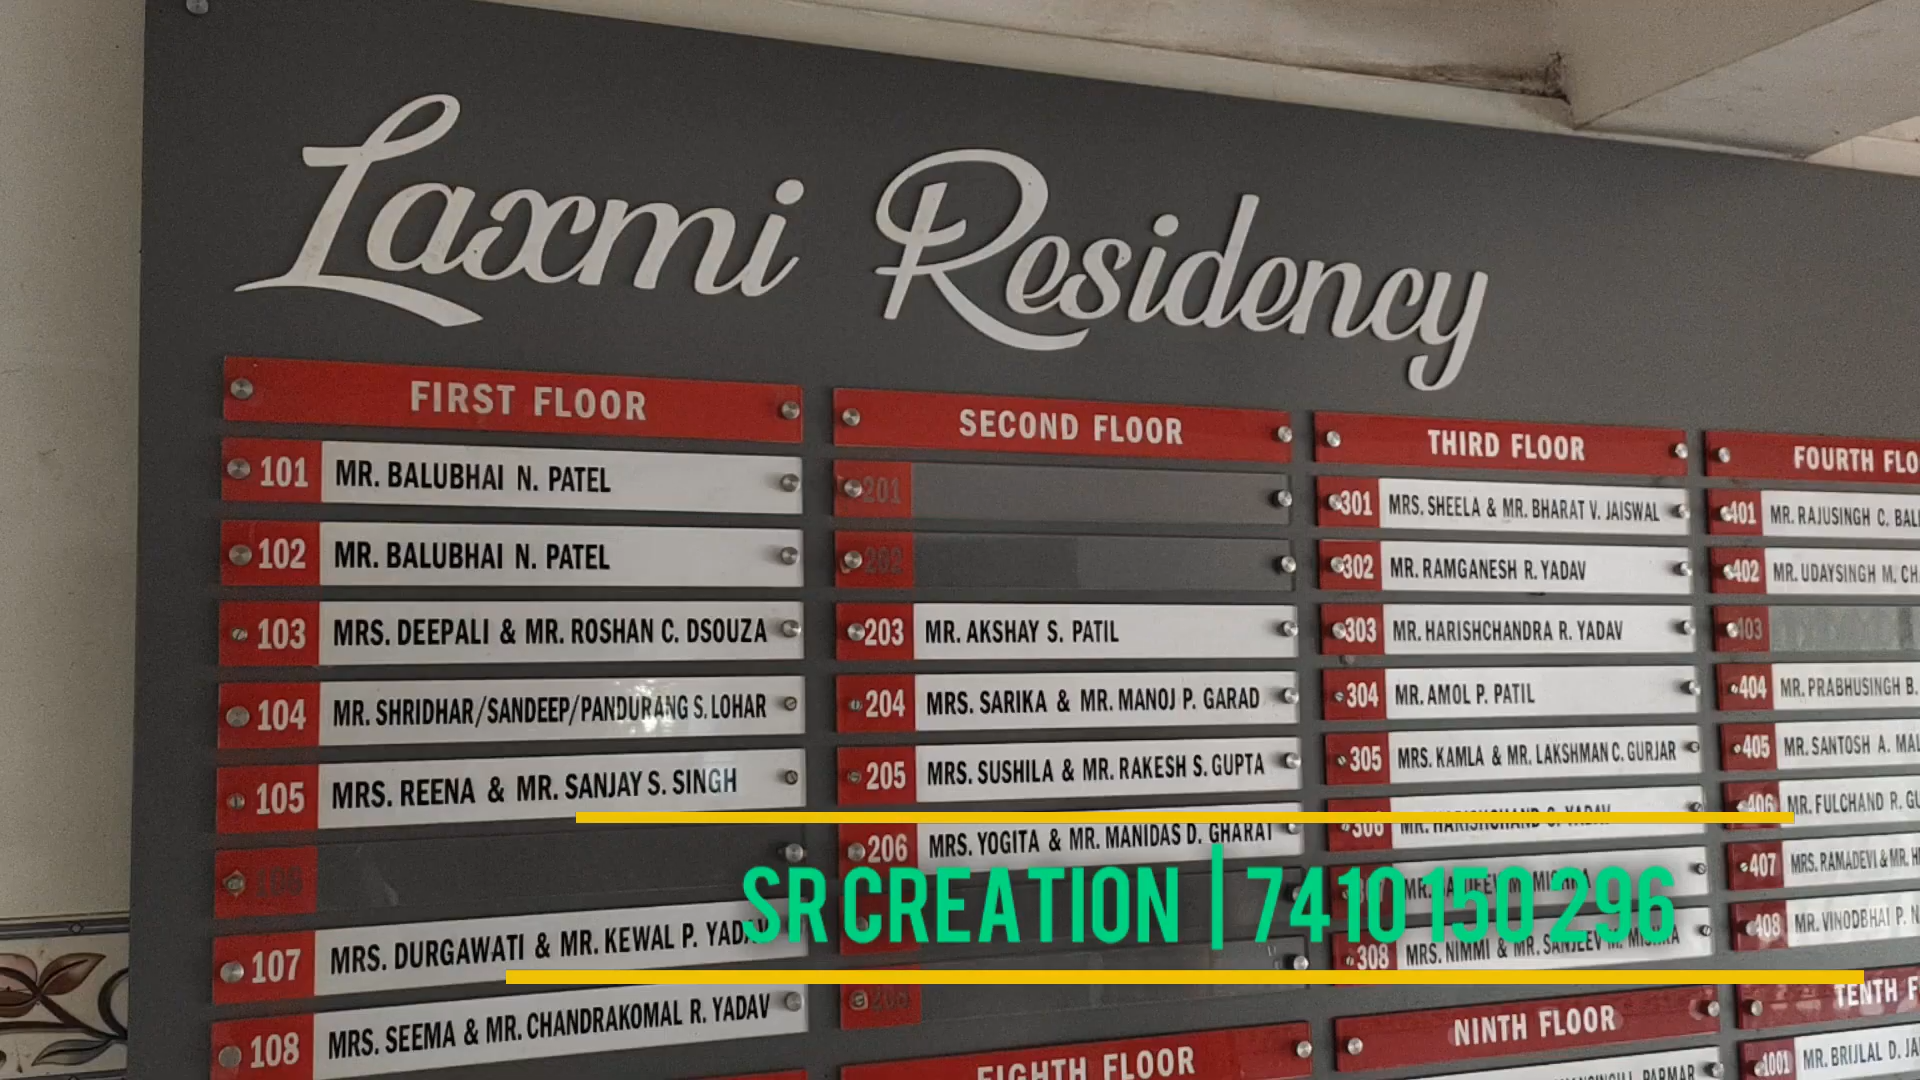 Laxmi Residency
FIRST FLOOR
101 MR. BALUBHAI N. PATEL
102 MR. BALUBHAI N. PATEL
103 MRS. DEEPALI & MR. ROSHAN C. DSOUZA
104 MR. SHRIDHAR/SANDEEP/PANDURANG S. LOHAR
105 MRS. REENA & MR. SANJAY S. SINGH
107 MRS. DURGAWATI & MR. KEWAL P. YADAV
108 MRS. SEEMA & MR. CHANDRAKOMAL R. YADAV
SECOND FLOOR
201
202
203 MR. AKSHAY S. PATIL
204 MRS. SARIKA & MR. MANOJ P. GARAD
205 MRS. SUSHILA & MR. RAKESH S. GUPTA
206 MRS. YOGITA & MR. MANIDAS D. GHARAT
THIRD FLOOR
301 MRS. SHEELA & MR. BHARAT V. JAISWAL
302 MR. RAMGANESH R. YADAV
303 MR. HARISHCHANDRA R. YADAV
304 MR. AMOL P. PATIL
305 MRS. KAMLA & MR. LAKSHMAN C. GURJAR
306
308 MRS. NIMMI & MR. SANJEEV M. MISHRA
FOURTH FLO
401 MR. RAJUSINGH C. BAL
402 MR. UDAYSINGH M. CH
403
404 MR. PRABHUSINGH B.
405 MR. SANTOSH A. MAL
406 MR. FULCHAND R. GU
407 MRS. RAMADEVI & MR. H
408 MR. VINODBHAI P. N
EIGHTH FLOOR
NINTH FLOOR
PARMAR
TENTH F
1001 MR. BRIJLAL D. JA
SR CREATION | 7410 150 296